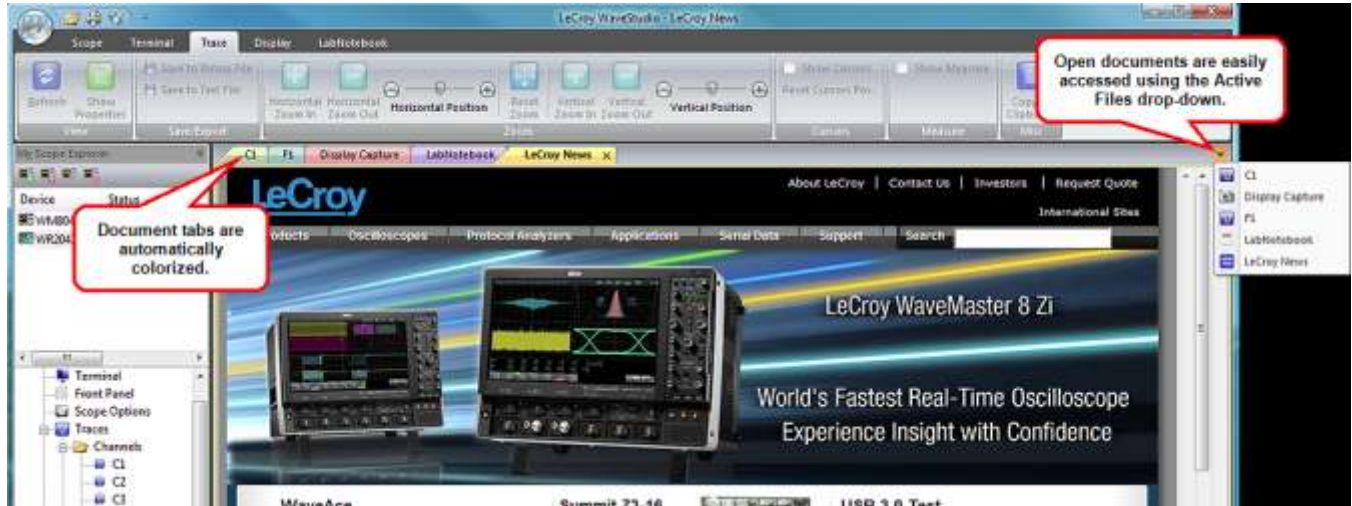 LeCroy WaveStudio - LeCroy News
Scope Terminal Trace Display LabNotebook
Open documents are easily
accessed using the Active
Files drop-down.
Save to Binary File
Save to Text File
Refresh Show
Properties
Horizontal Horizontal
Zoom In Zoom Out
Horizontal Position
Reset
Zoom
Vertical Vertical
Zoom In Zoom Out
Vertical Position
Show Cursors
Reset Cursors Pos.
Show Measure
View Save/Export Zoom Cursors Measure Misc
My Scope Explorer
C1 F1 Display Capture LabNotebook LeCroy News x
Device Status
Document tabs are
automatically
colorized.
LeCroy
About LeCroy | Contact Us | Investors | Request Quote
International Sites
Products Oscilloscopes Protocol Analyzers Applications Serial Data Support Search
C1
Display Capture
F1
LabNotebook
LeCroy News
LeCroy WaveMaster 8 Zi
World's Fastest Real-Time Oscilloscope
Experience Insight with Confidence
Terminal
Front Panel
Scope Options
Traces
Channels
C1
C2
C3
WaveAce Summit Z3-16 USB 3.0 Test